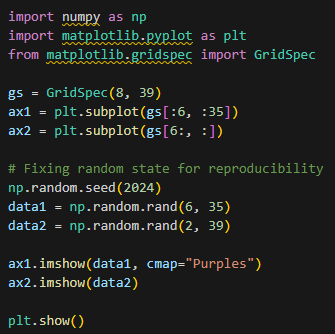 import numpy as np
import matplotlib.pyplot as plt
from matplotlib.gridspec import GridSpec

gs = GridSpec(8, 39)
ax1 = plt.subplot(gs[:6, :35])
ax2 = plt.subplot(gs[6:, :])

# Fixing random state for reproducibility
np.random.seed(2024)
data1 = np.random.rand(6, 35)
data2 = np.random.rand(2, 39)

ax1.imshow(data1, cmap="Purples")
ax2.imshow(data2)

plt.show()